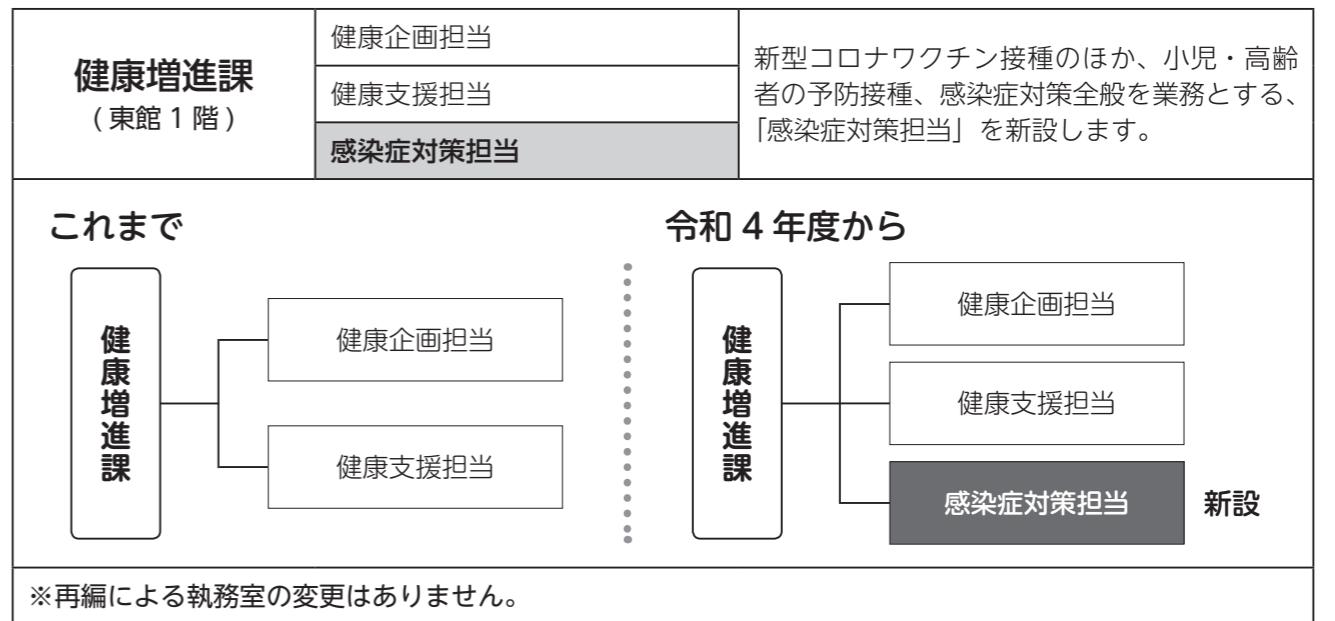 健康増進課
（東館 1 階）
健康企画担当
健康支援担当
感染症対策担当
新型コロナワクチン接種のほか、小児・高齢
者の予防接種、感染症対策全般を業務とする、
「感染症対策担当」を新設します。
これまで
健康増進課
健康企画担当
健康支援担当
令和 4 年度から
健康増進課
健康企画担当
健康支援担当
感染症対策担当
新設
※再編による執務室の変更はありません。